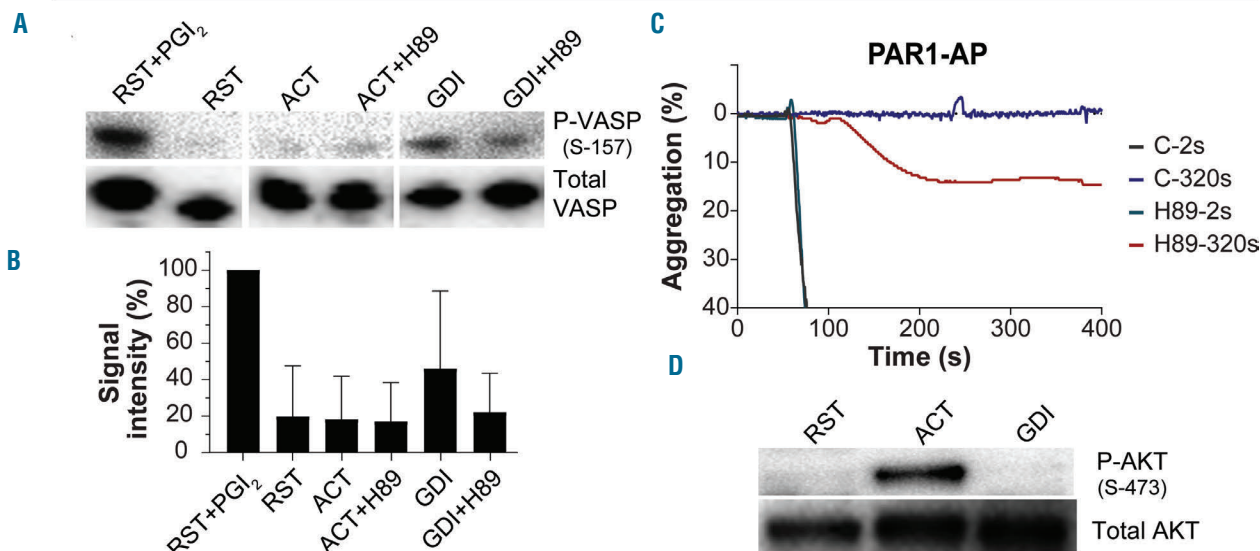 A
RST+PGI₂
RST
ACT
ACT+H89
GDI
GDI+H89
P-VASP
(S-157)
Total
VASP
B
Signal
intensity (%)
100
80
60
40
20
0
RST+PGI₂
RST
ACT
ACT+H89
GDI
GDI+H89
C
PAR1-AP
Aggregation (%)
0
10
20
30
40
0
100
200
300
400
Time (s)
C-2s
C-320s
H89-2s
H89-320s
D
RST
ACT
GDI
P-AKT
(S-473)
Total AKT